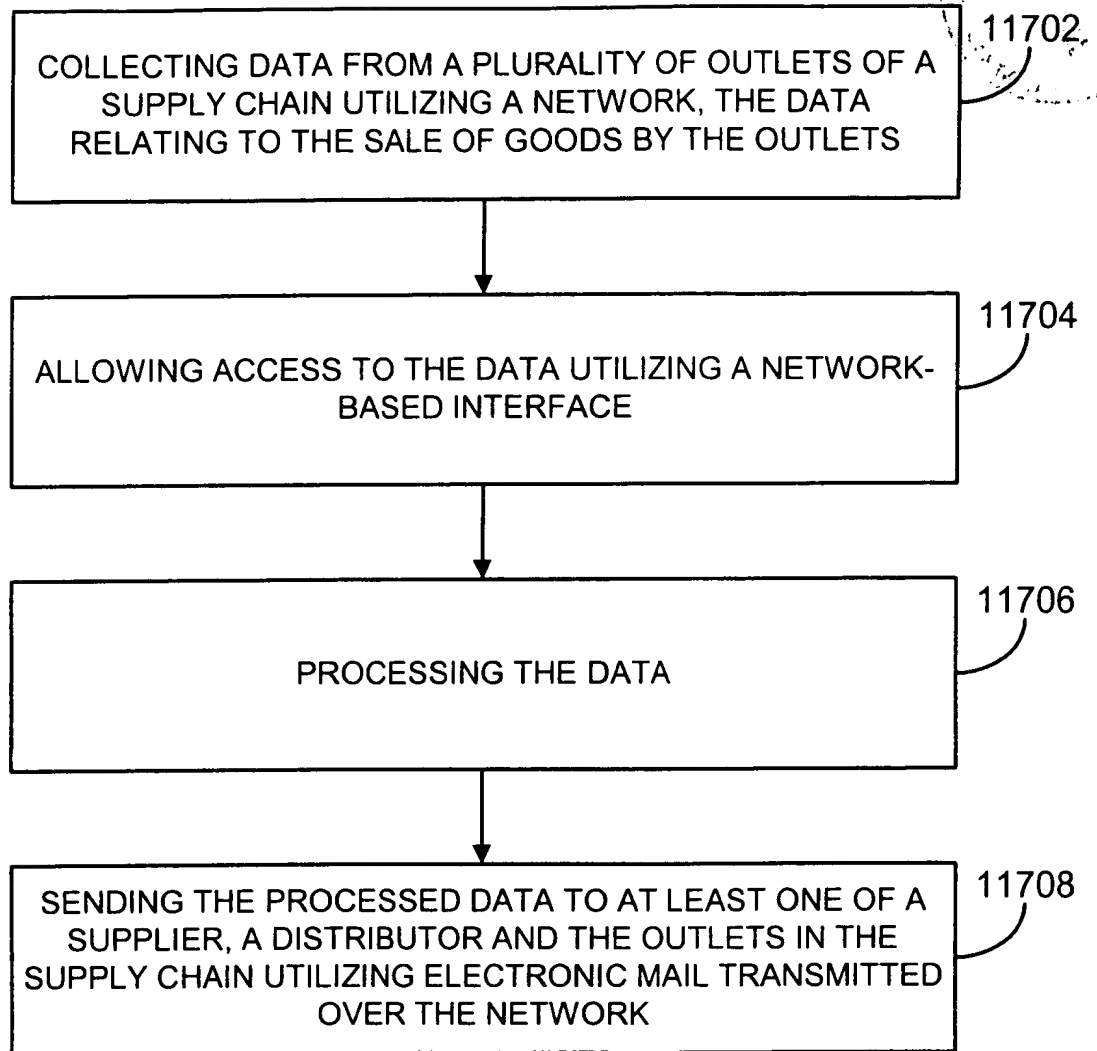 COLLECTING DATA FROM A PLURALITY OF OUTLETS OF A
SUPPLY CHAIN UTILIZING A NETWORK, THE DATA
RELATING TO THE SALE OF GOODS BY THE OUTLETS
11702
ALLOWING ACCESS TO THE DATA UTILIZING A NETWORK-
BASED INTERFACE
11704
PROCESSING THE DATA
11706
SENDING THE PROCESSED DATA TO AT LEAST ONE OF A
SUPPLIER, A DISTRIBUTOR AND THE OUTLETS IN THE
SUPPLY CHAIN UTILIZING ELECTRONIC MAIL TRANSMITTED
OVER THE NETWORK
11708